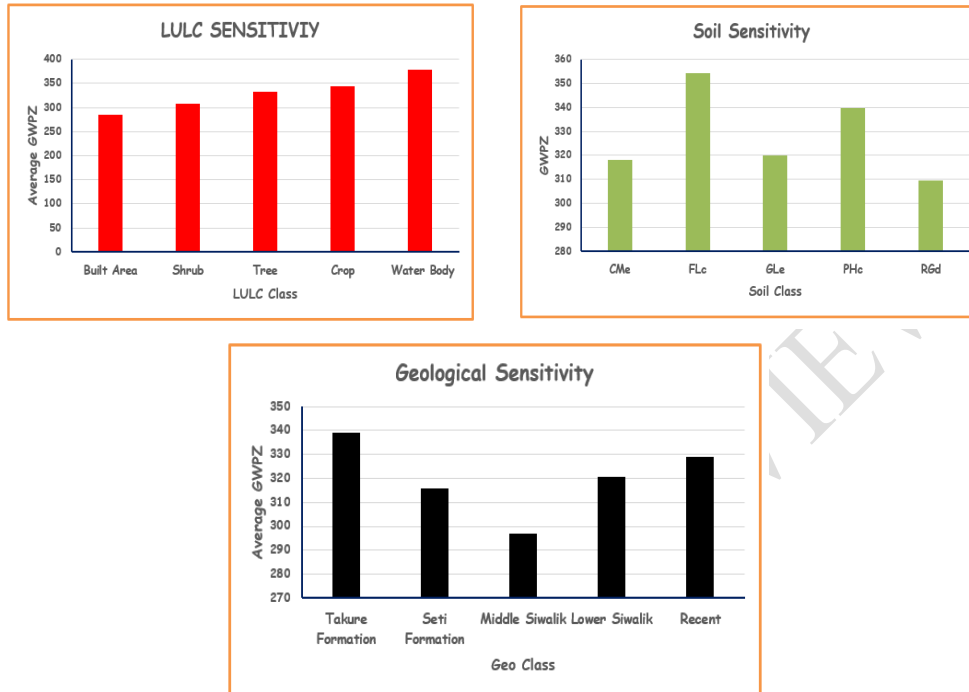 LULC SENSITIVIY
400
350
300
250
200
150
100
50
0
Average GWPZ
Built Area Shrub Tree Crop Water Body
LULC Class
Soil Sensitivity
360
350
340
330
320
310
300
290
280
GWPZ
CMe FLc GLe PHc RGd
Soil Class
Geological Sensitivity
350
340
330
320
310
300
290
280
270
Average GWPZ
Takure Seti Middle Siwalik Lower Siwalik Recent
Formation Formation
Geo Class